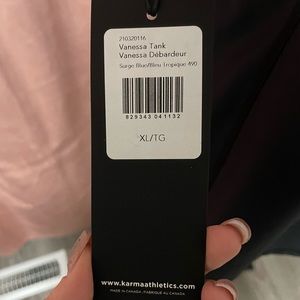 210320116
Vanessa Tank
Vanessa Débardeur
Surge Blue/Bleu Tropique 490
829343 041132
XL/TG
www.karmaathletics.com
MADE IN CANADA / FABRIQUÉ AU CANADA